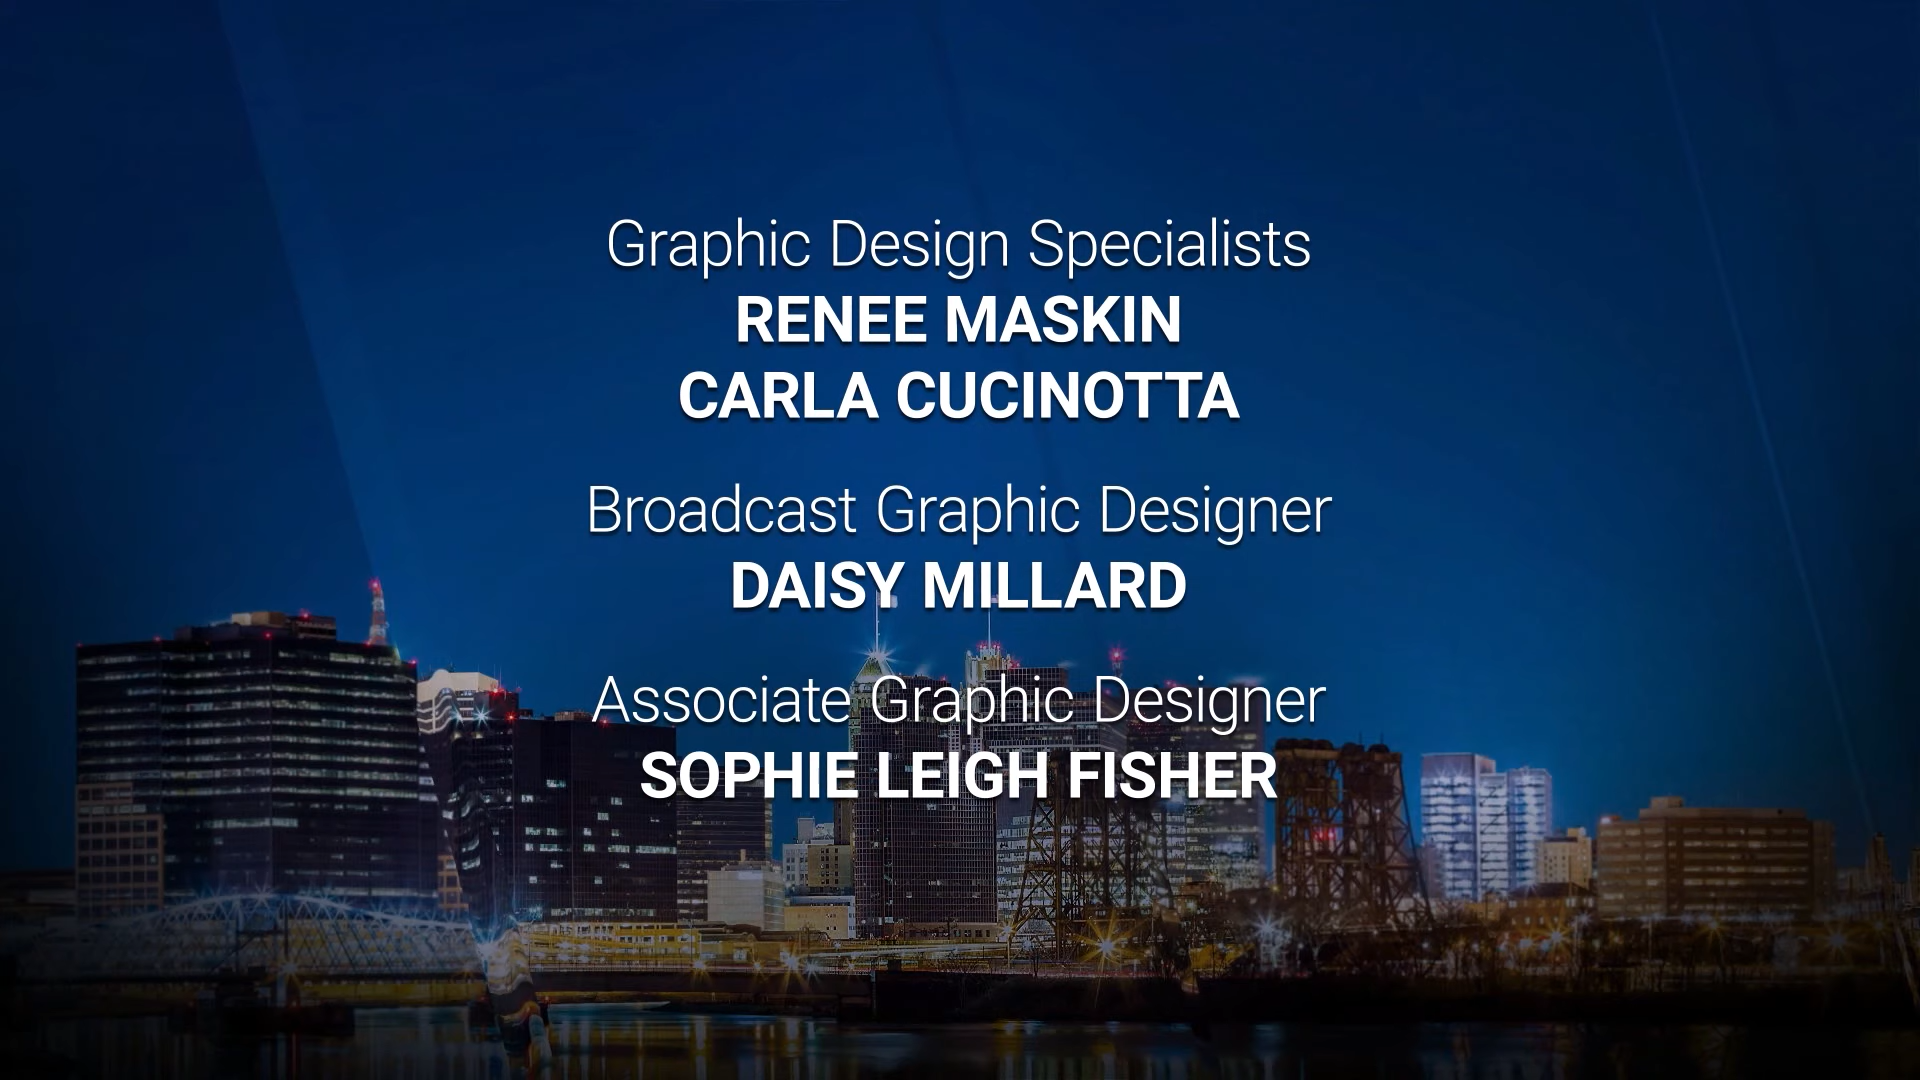 Graphic Design Specialists
RENEE MASKIN
CARLA CUCINOTTA
Broadcast Graphic Designer
DAISY MILLARD
Associate Graphic Designer
SOPHIE LEIGH FISHER